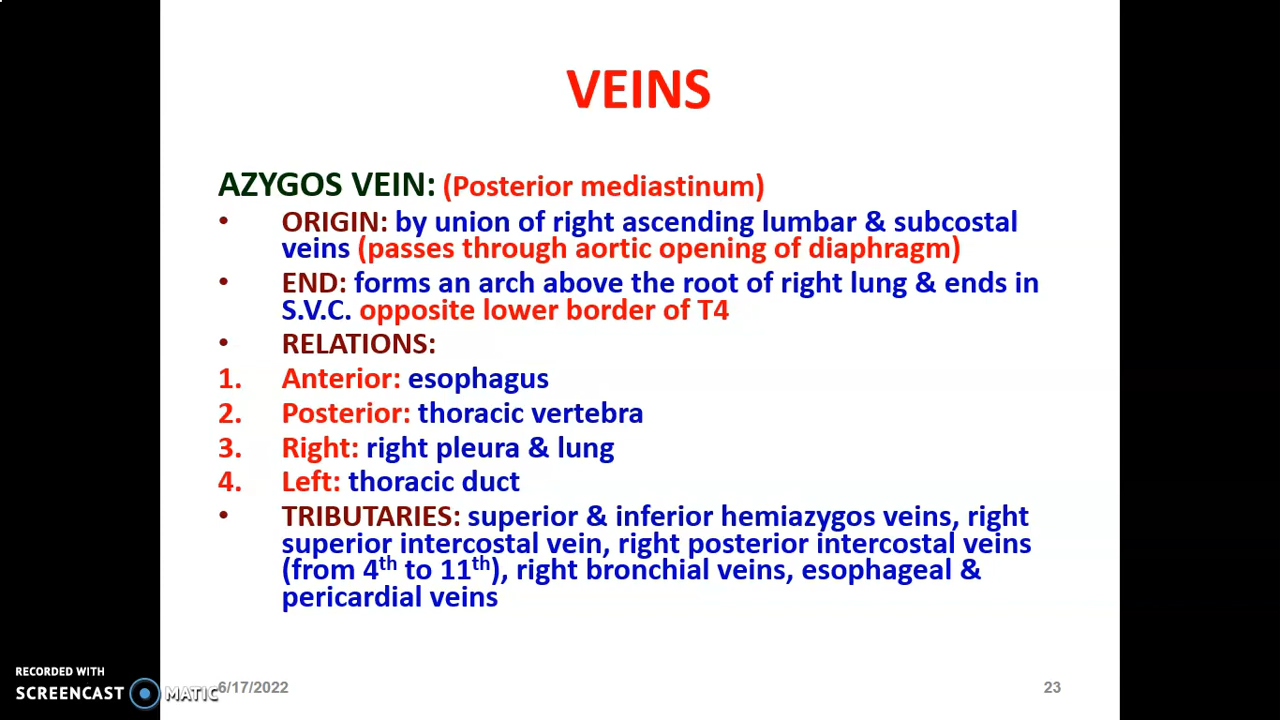 VEINS
AZYGOS VEIN: (Posterior mediastinum)
• ORIGIN: by union of right ascending lumbar & subcostal
veins (passes through aortic opening of diaphragm)
• END: forms an arch above the root of right lung & ends in
S.V.C. opposite lower border of T4
• RELATIONS:
1. Anterior: esophagus
2. Posterior: thoracic vertebra
3. Right: right pleura & lung
4. Left: thoracic duct
• TRIBUTARIES: superior & inferior hemiazygos veins, right
superior intercostal vein, right posterior intercostal veins
(from 4th to 11th), right bronchial veins, esophageal &
pericardial veins
RECORDED WITH
SCREENCAST MATIC
6/17/2022
23